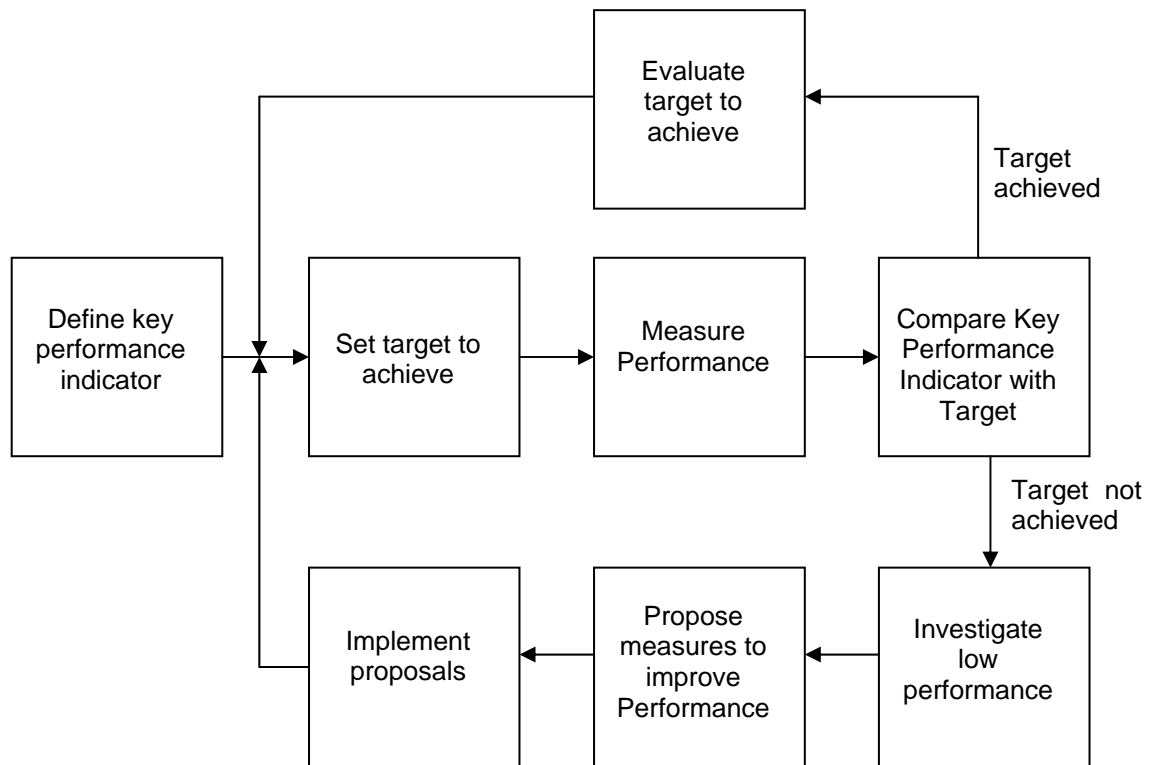 Evaluate
target to
achieve
Target
achieved
Define key
performance
indicator
Set target to
achieve
Measure
Performance
Compare Key
Performance
Indicator with
Target
Target not
achieved
Implement
proposals
Propose
measures to
improve
Performance
Investigate
low
performance